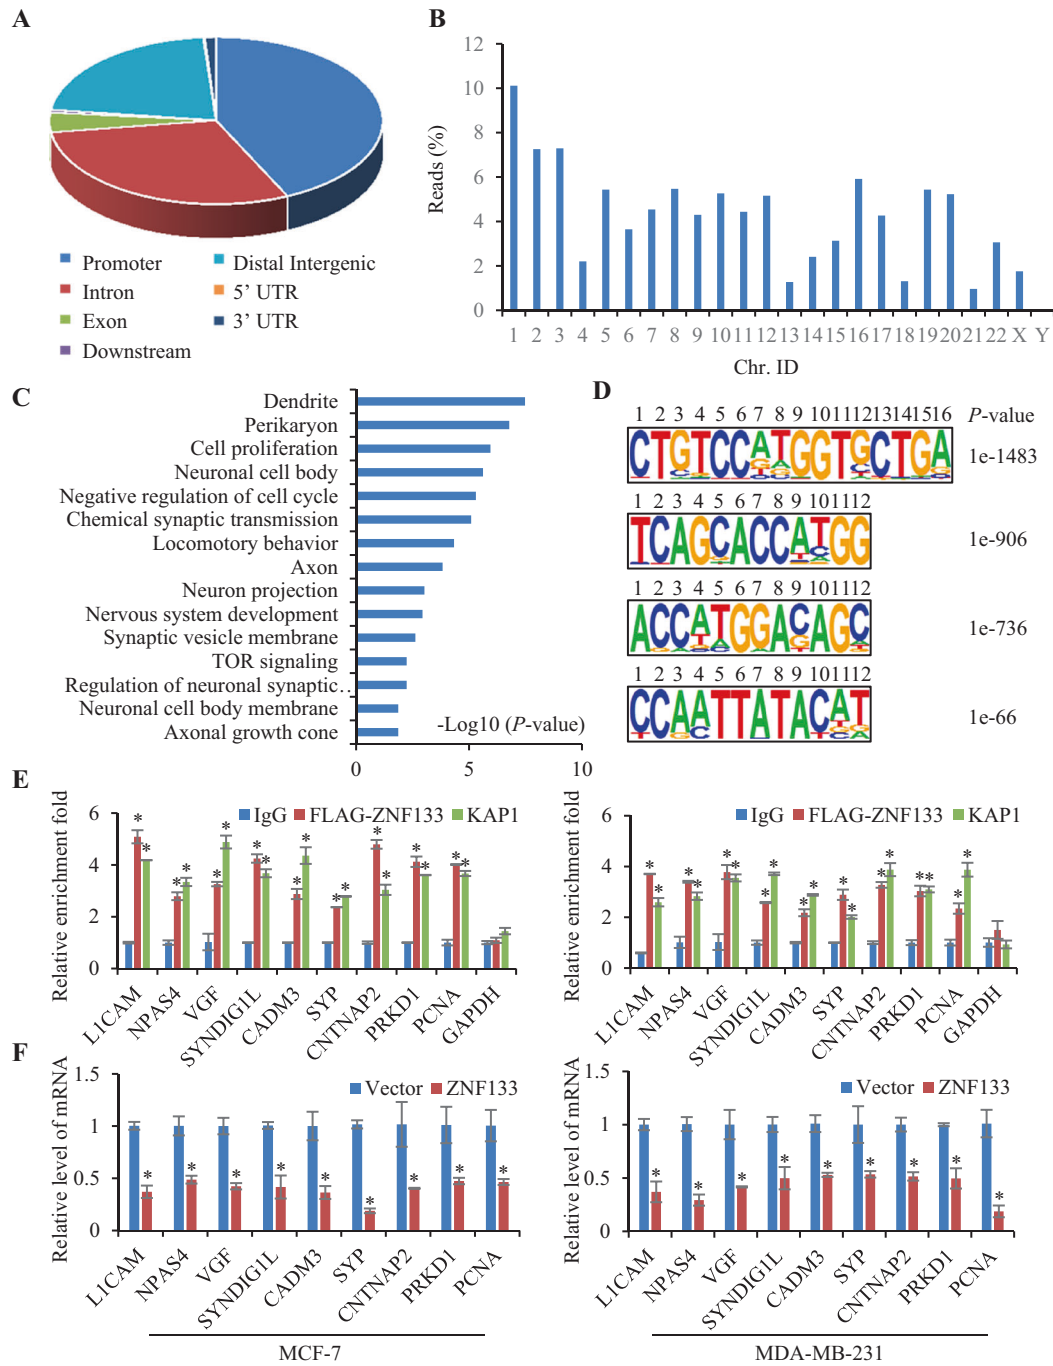 A
Promoter
Intron
Exon
Downstream
Distal Intergenic
5' UTR
3' UTR
B
Reads (%)
12
10
8
6
4
2
0
1 2 3 4 5 6 7 8 9 10 11 12 13 14 15 16 17 18 19 20 21 22 X Y
Chr. ID
C
Dendrite
Perikaryon
Cell proliferation
Neuronal cell body
Negative regulation of cell cycle
Chemical synaptic transmission
Locomotory behavior
Axon
Neuron projection
Nervous system development
Synaptic vesicle membrane
TOR signaling
Regulation of neuronal synaptic..
Neuronal cell body membrane
Axonal growth cone
-Log10 (P-value)
0 5 10
D
1 2 3 4 5 6 7 8 9 10 11 12 13 14 15 16 P-value
CTGTCCATGGTGCTGA 1e-1483
1 2 3 4 5 6 7 8 9 10 11 12
TCAGCACCATGG 1e-906
1 2 3 4 5 6 7 8 9 10 11 12
ACCATGGACAGC 1e-736
1 2 3 4 5 6 7 8 9 10 11 12
CCAATTATACAT 1e-66
E
Relative enrichment fold
6
4
2
0
IgG FLAG-ZNF133 KAP1
* * * * * * * * * * * * * * * * * *
L1CAM NPAS4 VGF SYNDIG1L CADM3 SYP CNTNAP2 PRKD1 PCNA GAPDH
Relative enrichment fold
6
4
2
0
IgG FLAG-ZNF133 KAP1
* * * * * * * * * * * * * * * * * *
L1CAM NPAS4 VGF SYNDIG1L CADM3 SYP CNTNAP2 PRKD1 PCNA GAPDH
F
Relative level of mRNA
1.5
1
0.5
0
Vector ZNF133
* * * * * * * * *
L1CAM NPAS4 VGF SYNDIG1L CADM3 SYP CNTNAP2 PRKD1 PCNA
MCF-7
Relative level of mRNA
1.5
1
0.5
0
Vector ZNF133
* * * * * * * * *
L1CAM NPAS4 VGF SYNDIG1L CADM3 SYP CNTNAP2 PRKD1 PCNA
MDA-MB-231